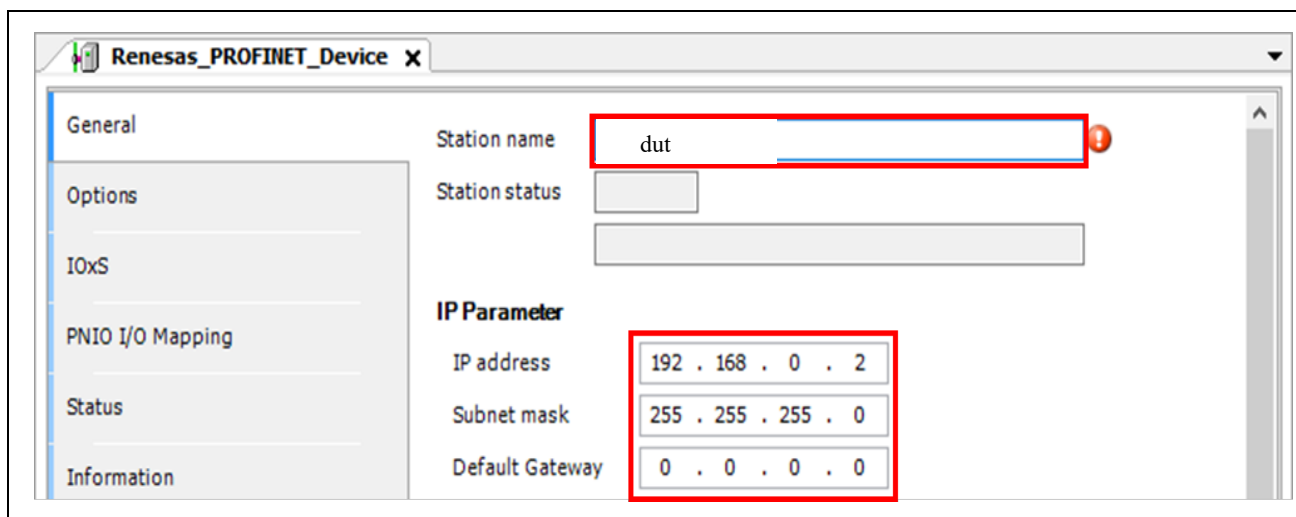 Renesas_PROFINET_Device
General
Station name dut
Options
Station status
IOxS
IP Parameter
PNIO I/O Mapping
IP address 192 . 168 . 0 . 2
Status
Subnet mask 255 . 255 . 255 . 0
Information
Default Gateway 0 . 0 . 0 . 0